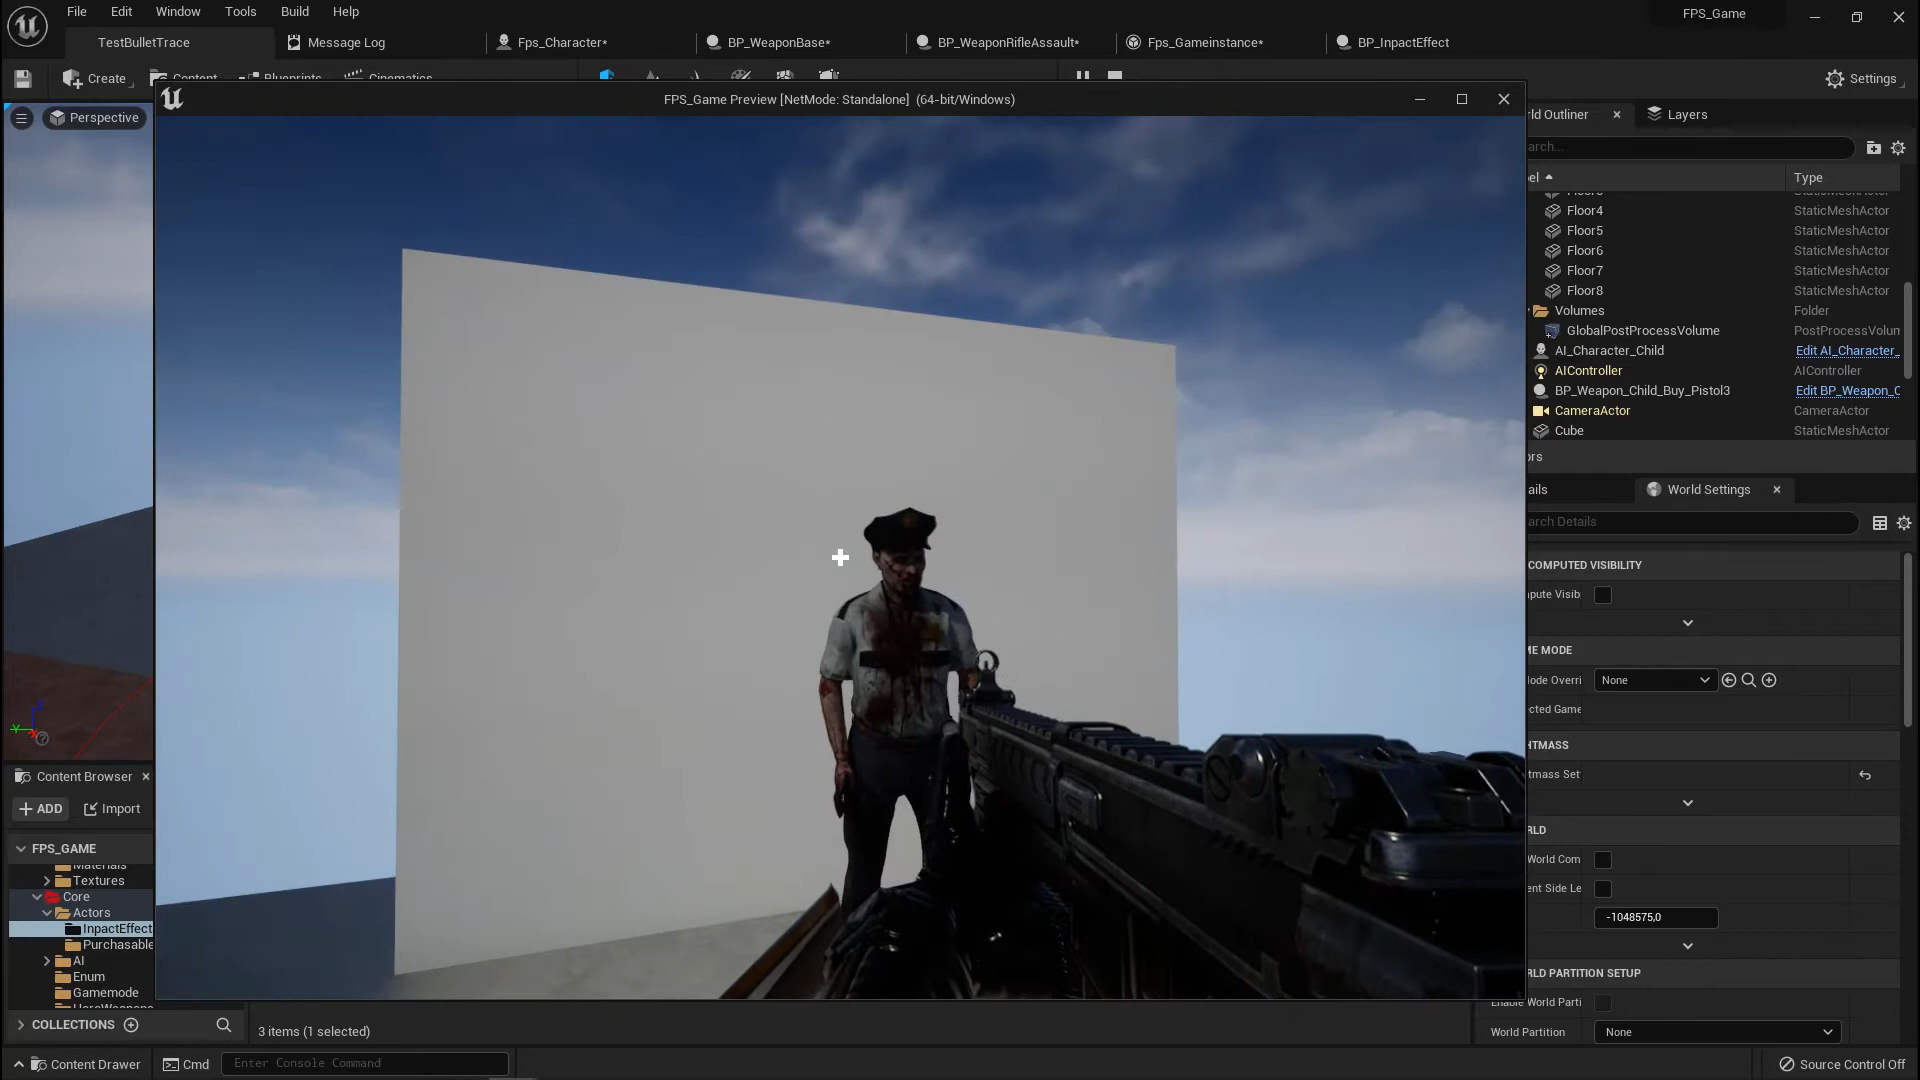 File Edit Window Tools Build Help
FPS_Game
TestBulletTrace Message Log Fps_Character* BP_WeaponBase* BP_WeaponRifleAssault* Fps_Gameinstance* BP_InpactEffect
Create Content Blueprints Cinematics Settings
FPS_Game Preview [NetMode: Standalone] (64-bit/Windows)
Perspective
rld Outliner Layers
arch...
el Type
Floor4 StaticMeshActor
Floor5 StaticMeshActor
Floor6 StaticMeshActor
Floor7 StaticMeshActor
Floor8 StaticMeshActor
Volumes Folder
GlobalPostProcessVolume PostProcessVolun
AI_Character_Child Edit AI_Character_
AIController AIController
BP_Weapon_Child_Buy_Pistol3 Edit BP_Weapon_C
CameraActor CameraActor
Cube StaticMeshActor
ors
ails World Settings
arch Details
COMPUTED VISIBILITY
npute Visib
ME MODE
Mode Overri None
ected Game
HTMASS
tmass Set
RLD
World Com
ent Side Le
-1048575,0
RLD PARTITION SETUP
Enable World Parti
World Partition None
X
Y
Content Browser
ADD Import
FPS_GAME
Materials
Textures
Core
Actors
InpactEffect
Purchasable
AI
Enum
Gamemode
COLLECTIONS
3 items (1 selected)
Content Drawer Cmd Enter Console Command Source Control Off